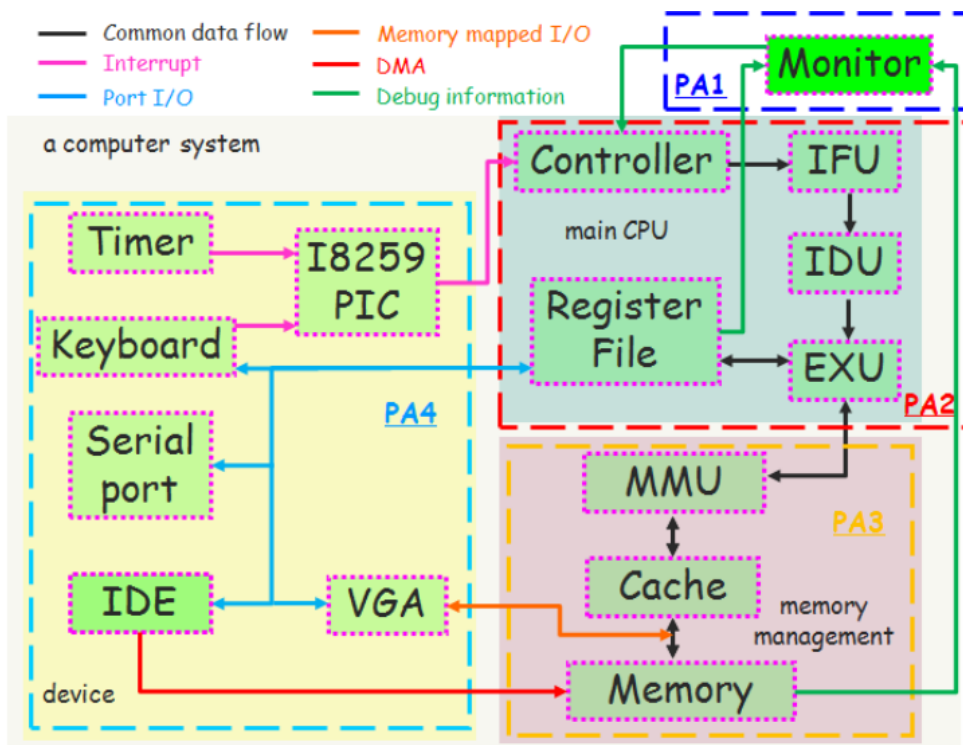 Common data flow
Interrupt
Port I/O
Memory mapped I/O
DMA
Debug information
PA1
Monitor
a computer system
Controller
IFU
main CPU
IDU
Register
File
EXU
PA2
Timer
I8259
PIC
Keyboard
PA4
Serial
port
IDE
VGA
device
MMU
PA3
Cache
memory
management
Memory